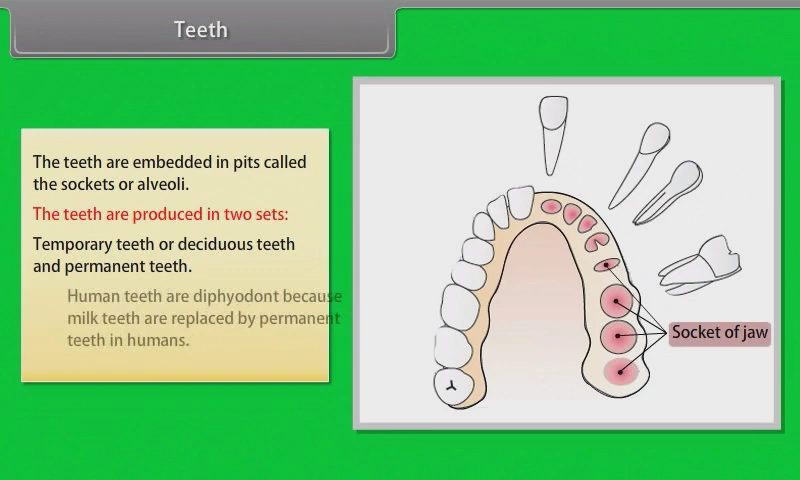 Teeth
The teeth are embedded in pits called
the sockets or alveoli.
The teeth are produced in two sets:
Temporary teeth or deciduous teeth
and permanent teeth.
Human teeth are diphyodont because
milk teeth are replaced by permanent
teeth in humans.
Socket of jaw